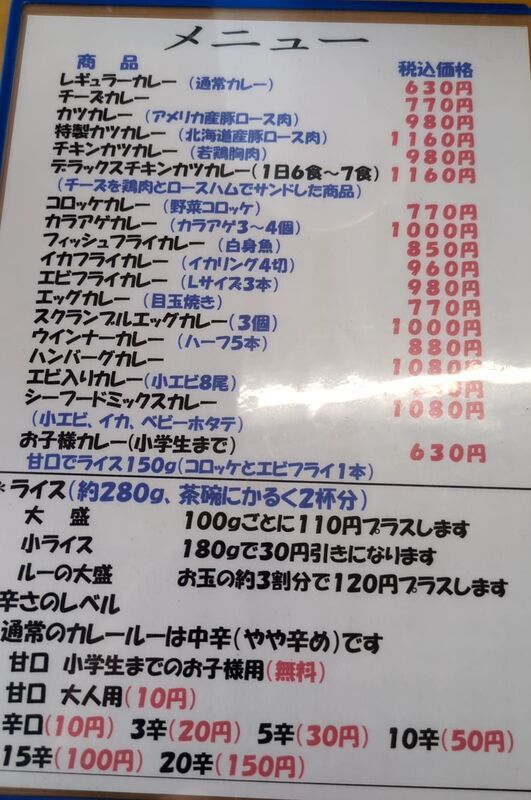 メニュー
商品 税込価格
レギュラーカレー（通常カレー） 630円
チーズカレー 770円
カツカレー（アメリカ産豚ロース肉） 980円
特製カツカレー（北海道産豚ロース肉） 1160円
チキンカツカレー（若鶏胸肉） 980円
デラックスチキンカツカレー(1日6食～7食) 1160円
(チーズを鶏肉とロースハムでサンドした商品)
コロッケカレー（野菜コロッケ） 770円
カラアゲカレー（カラアゲ3～4個） 1000円
フィッシュフライカレー（白身魚） 850円
イカフライカレー（イカリング4切） 960円
エビフライカレー（Lサイズ3本） 980円
エッグカレー（目玉焼き） 770円
スクランブルエッグカレー(3個) 1000円
ウインナーカレー（ハーフ5本） 880円
ハンバーグカレー 1080円
エビ入りカレー(小エビ8尾)
シーフードミックスカレー 1080円
(小エビ、イカ、ベビーホタテ)
お子様カレー(小学生まで) 630円
甘口でライス150g(コロッケとエビフライ1本)
*ライス(約280g、茶碗にかるく2杯分)
大盛 100gごとに110円プラスします
小ライス 180gで30円引きになります
ルーの大盛 お玉の約3割分で120円プラスします
辛さのレベル
通常のカレールーは中辛(やや辛め)です
甘口 小学生までのお子様用(無料)
甘口 大人用(10円)
辛口(10円) 3辛(20円) 5辛(30円) 10辛(50円)
15辛(100円) 20辛(150円)